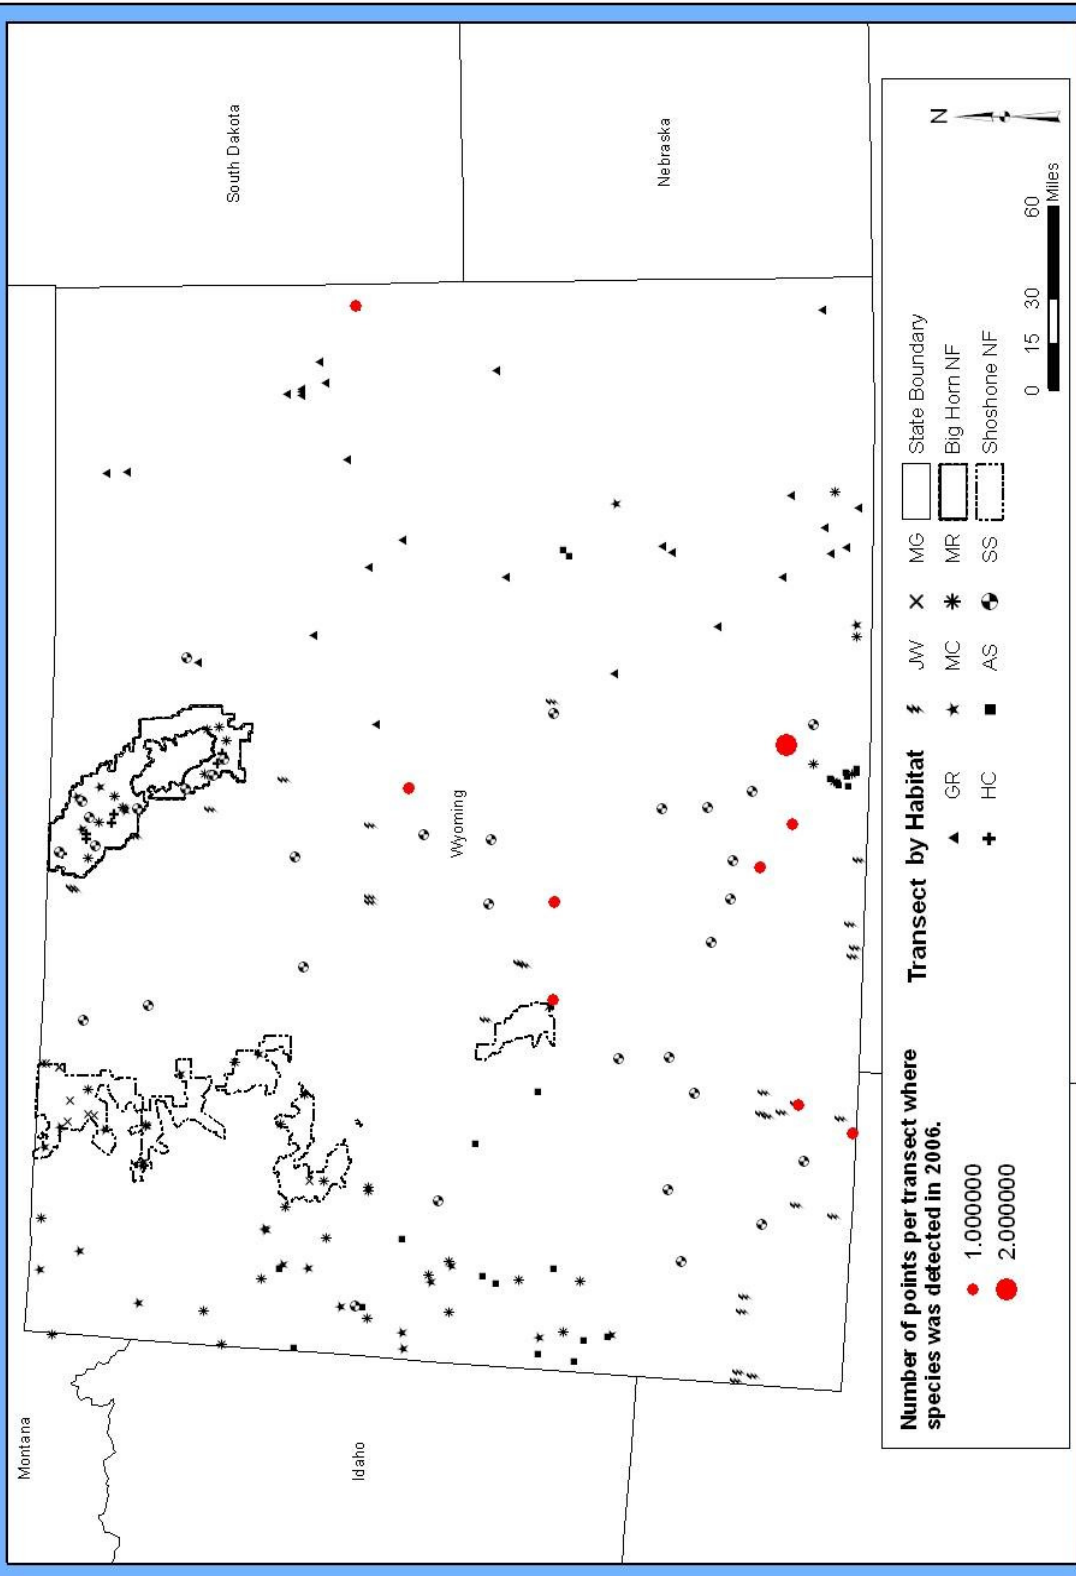 Montana
Idaho
Wyoming
South Dakota
Nebraska
Number of points per transect where
species was detected in 2006.
1.000000
2.000000
Transect by Habitat
GR
HC
JW
MC
AS
MG
MR
SS
State Boundary
Big Horn NF
Shoshone NF
N
0 15 30 60
Miles